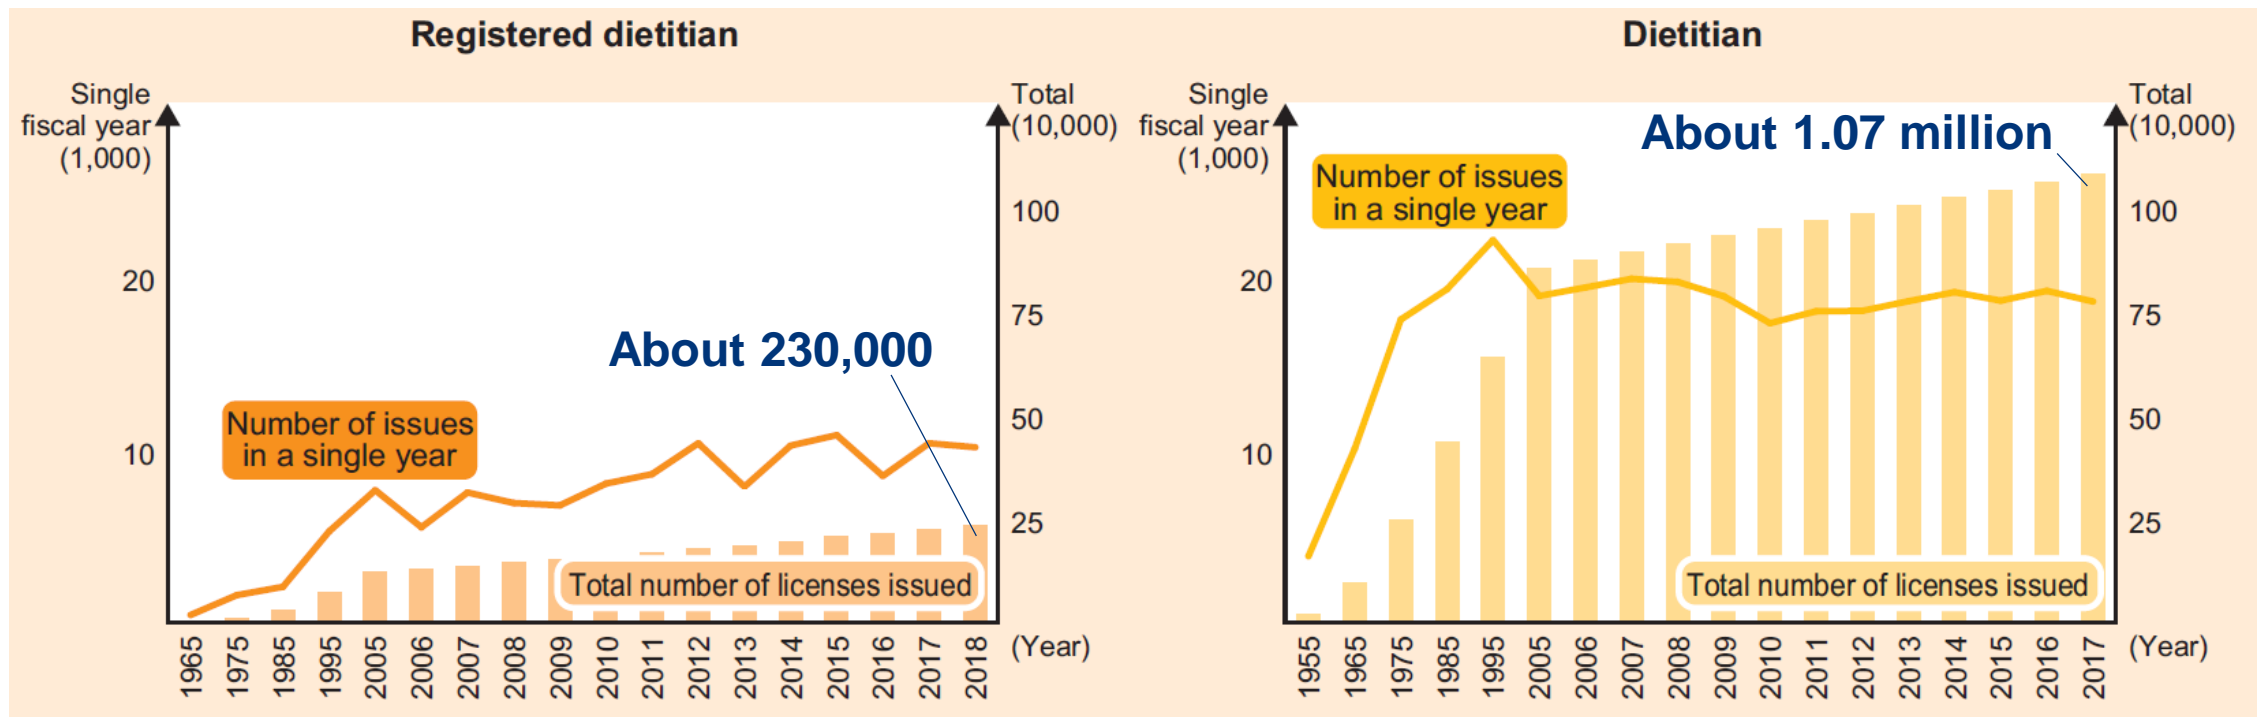 Registered dietitian
Single
fiscal year
(1,000)
Total
(10,000)
20
10
100
75
50
25
About 230,000
Number of issues
in a single year
Total number of licenses issued
1965
1975
1985
1995
2005
2006
2007
2008
2009
2010
2011
2012
2013
2014
2015
2016
2017
2018
(Year)
Dietitian
Single
fiscal year
(1,000)
Total
(10,000)
About 1.07 million
Number of issues
in a single year
20
10
100
75
50
25
Total number of licenses issued
1955
1965
1975
1985
1995
2005
2006
2007
2008
2009
2010
2011
2012
2013
2014
2015
2016
2017
(Year)